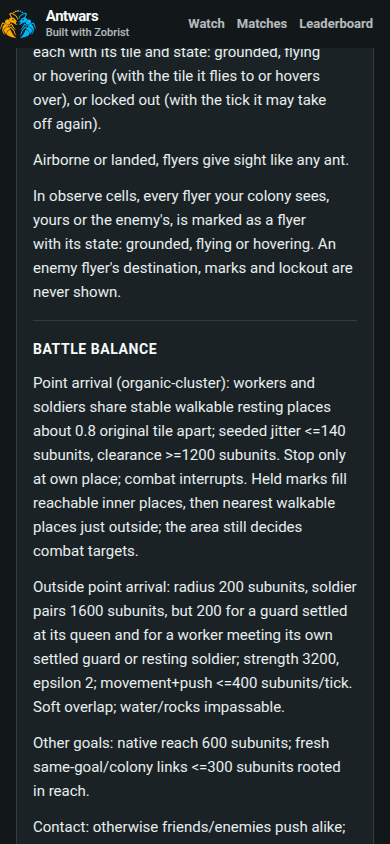 Antwars
Built with Zobrist
Watch Matches Leaderboard
each with its tile and state: grounded, flying
or hovering (with the tile it flies to or hovers
over), or locked out (with the tick it may take
off again).
Airborne or landed, flyers give sight like any ant.
In observe cells, every flyer your colony sees,
yours or the enemy's, is marked as a flyer
with its state: grounded, flying or hovering. An
enemy flyer's destination, marks and lockout are
never shown.
BATTLE BALANCE
Point arrival (organic-cluster): workers and
soldiers share stable walkable resting places
about 0.8 original tile apart; seeded jitter <=140
subunits, clearance >=1200 subunits. Stop only
at own place; combat interrupts. Held marks fill
reachable inner places, then nearest walkable
places just outside; the area still decides
combat targets.
Outside point arrival: radius 200 subunits, soldier
pairs 1600 subunits, but 200 for a guard settled
at its queen and for a worker meeting its own
settled guard or resting soldier; strength 3200,
epsilon 2; movement+push <=400 subunits/tick.
Soft overlap; water/rocks impassable.
Other goals: native reach 600 subunits; fresh
same-goal/colony links <=300 subunits rooted
in reach.
Contact: otherwise friends/enemies push alike;